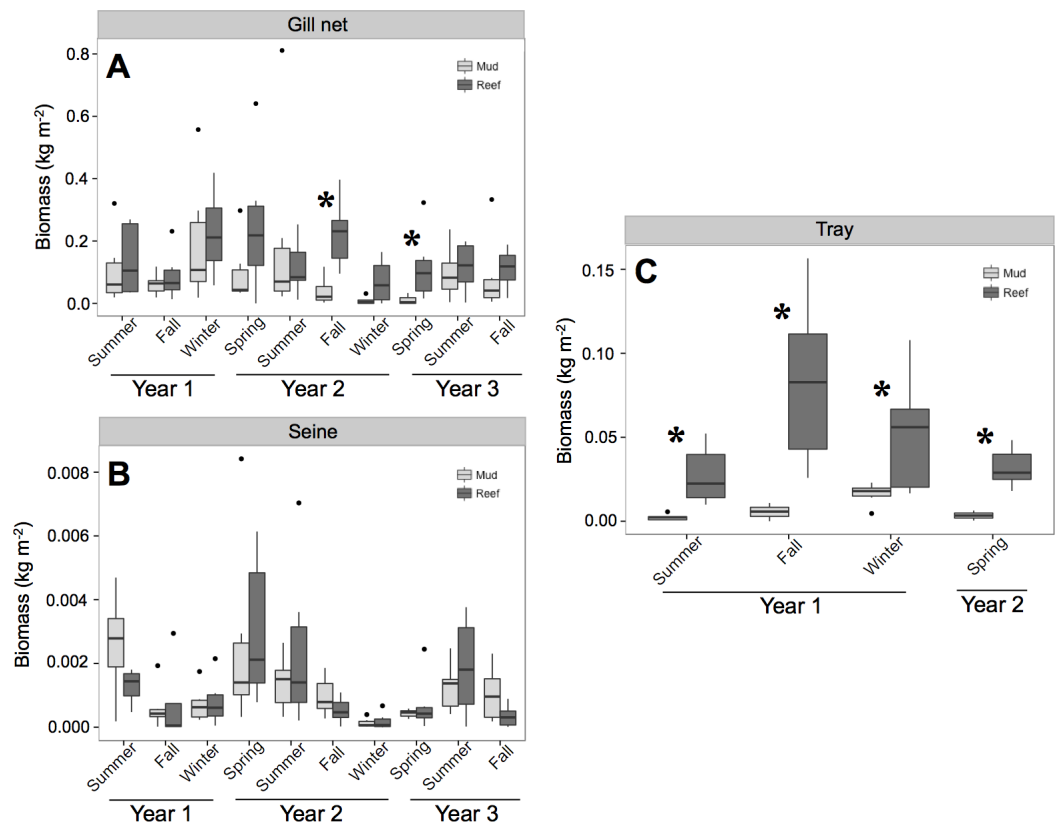 Gill net
A
Mud
Reef
Biomass (kg m-2)
0.8
0.6
0.4
0.2
0.0
*
*
Summer
Fall
Winter
Spring
Summer
Fall
Winter
Spring
Summer
Fall
Year 1
Year 2
Year 3
Seine
B
Mud
Reef
Biomass (kg m-2)
0.008
0.006
0.004
0.002
0.000
Summer
Fall
Winter
Spring
Summer
Fall
Winter
Spring
Summer
Fall
Year 1
Year 2
Year 3
Tray
C
Mud
Reef
Biomass (kg m-2)
0.15
0.10
0.05
0.00
*
*
*
*
Summer
Fall
Winter
Spring
Year 1
Year 2